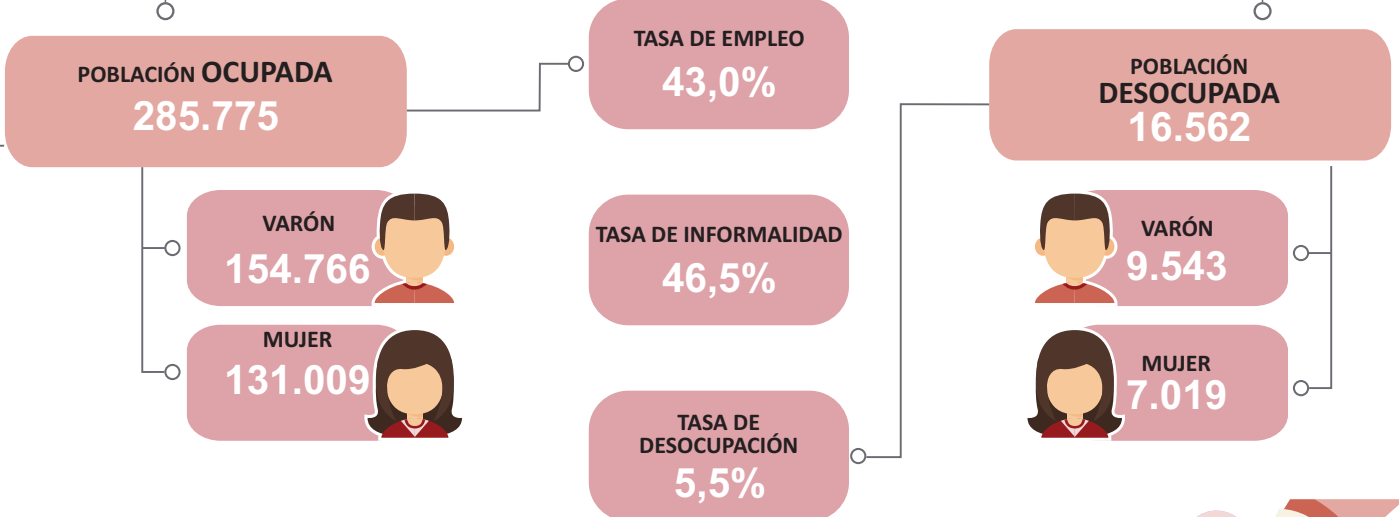 POBLACIÓN OCUPADA
285.775
VARÓN
154.766
MUJER
131.009
TASA DE EMPLEO
43,0%
TASA DE INFORMALIDAD
46,5%
TASA DE
DESOCUPACIÓN
5,5%
POBLACIÓN
DESOCUPADA
16.562
VARÓN
9.543
MUJER
7.019